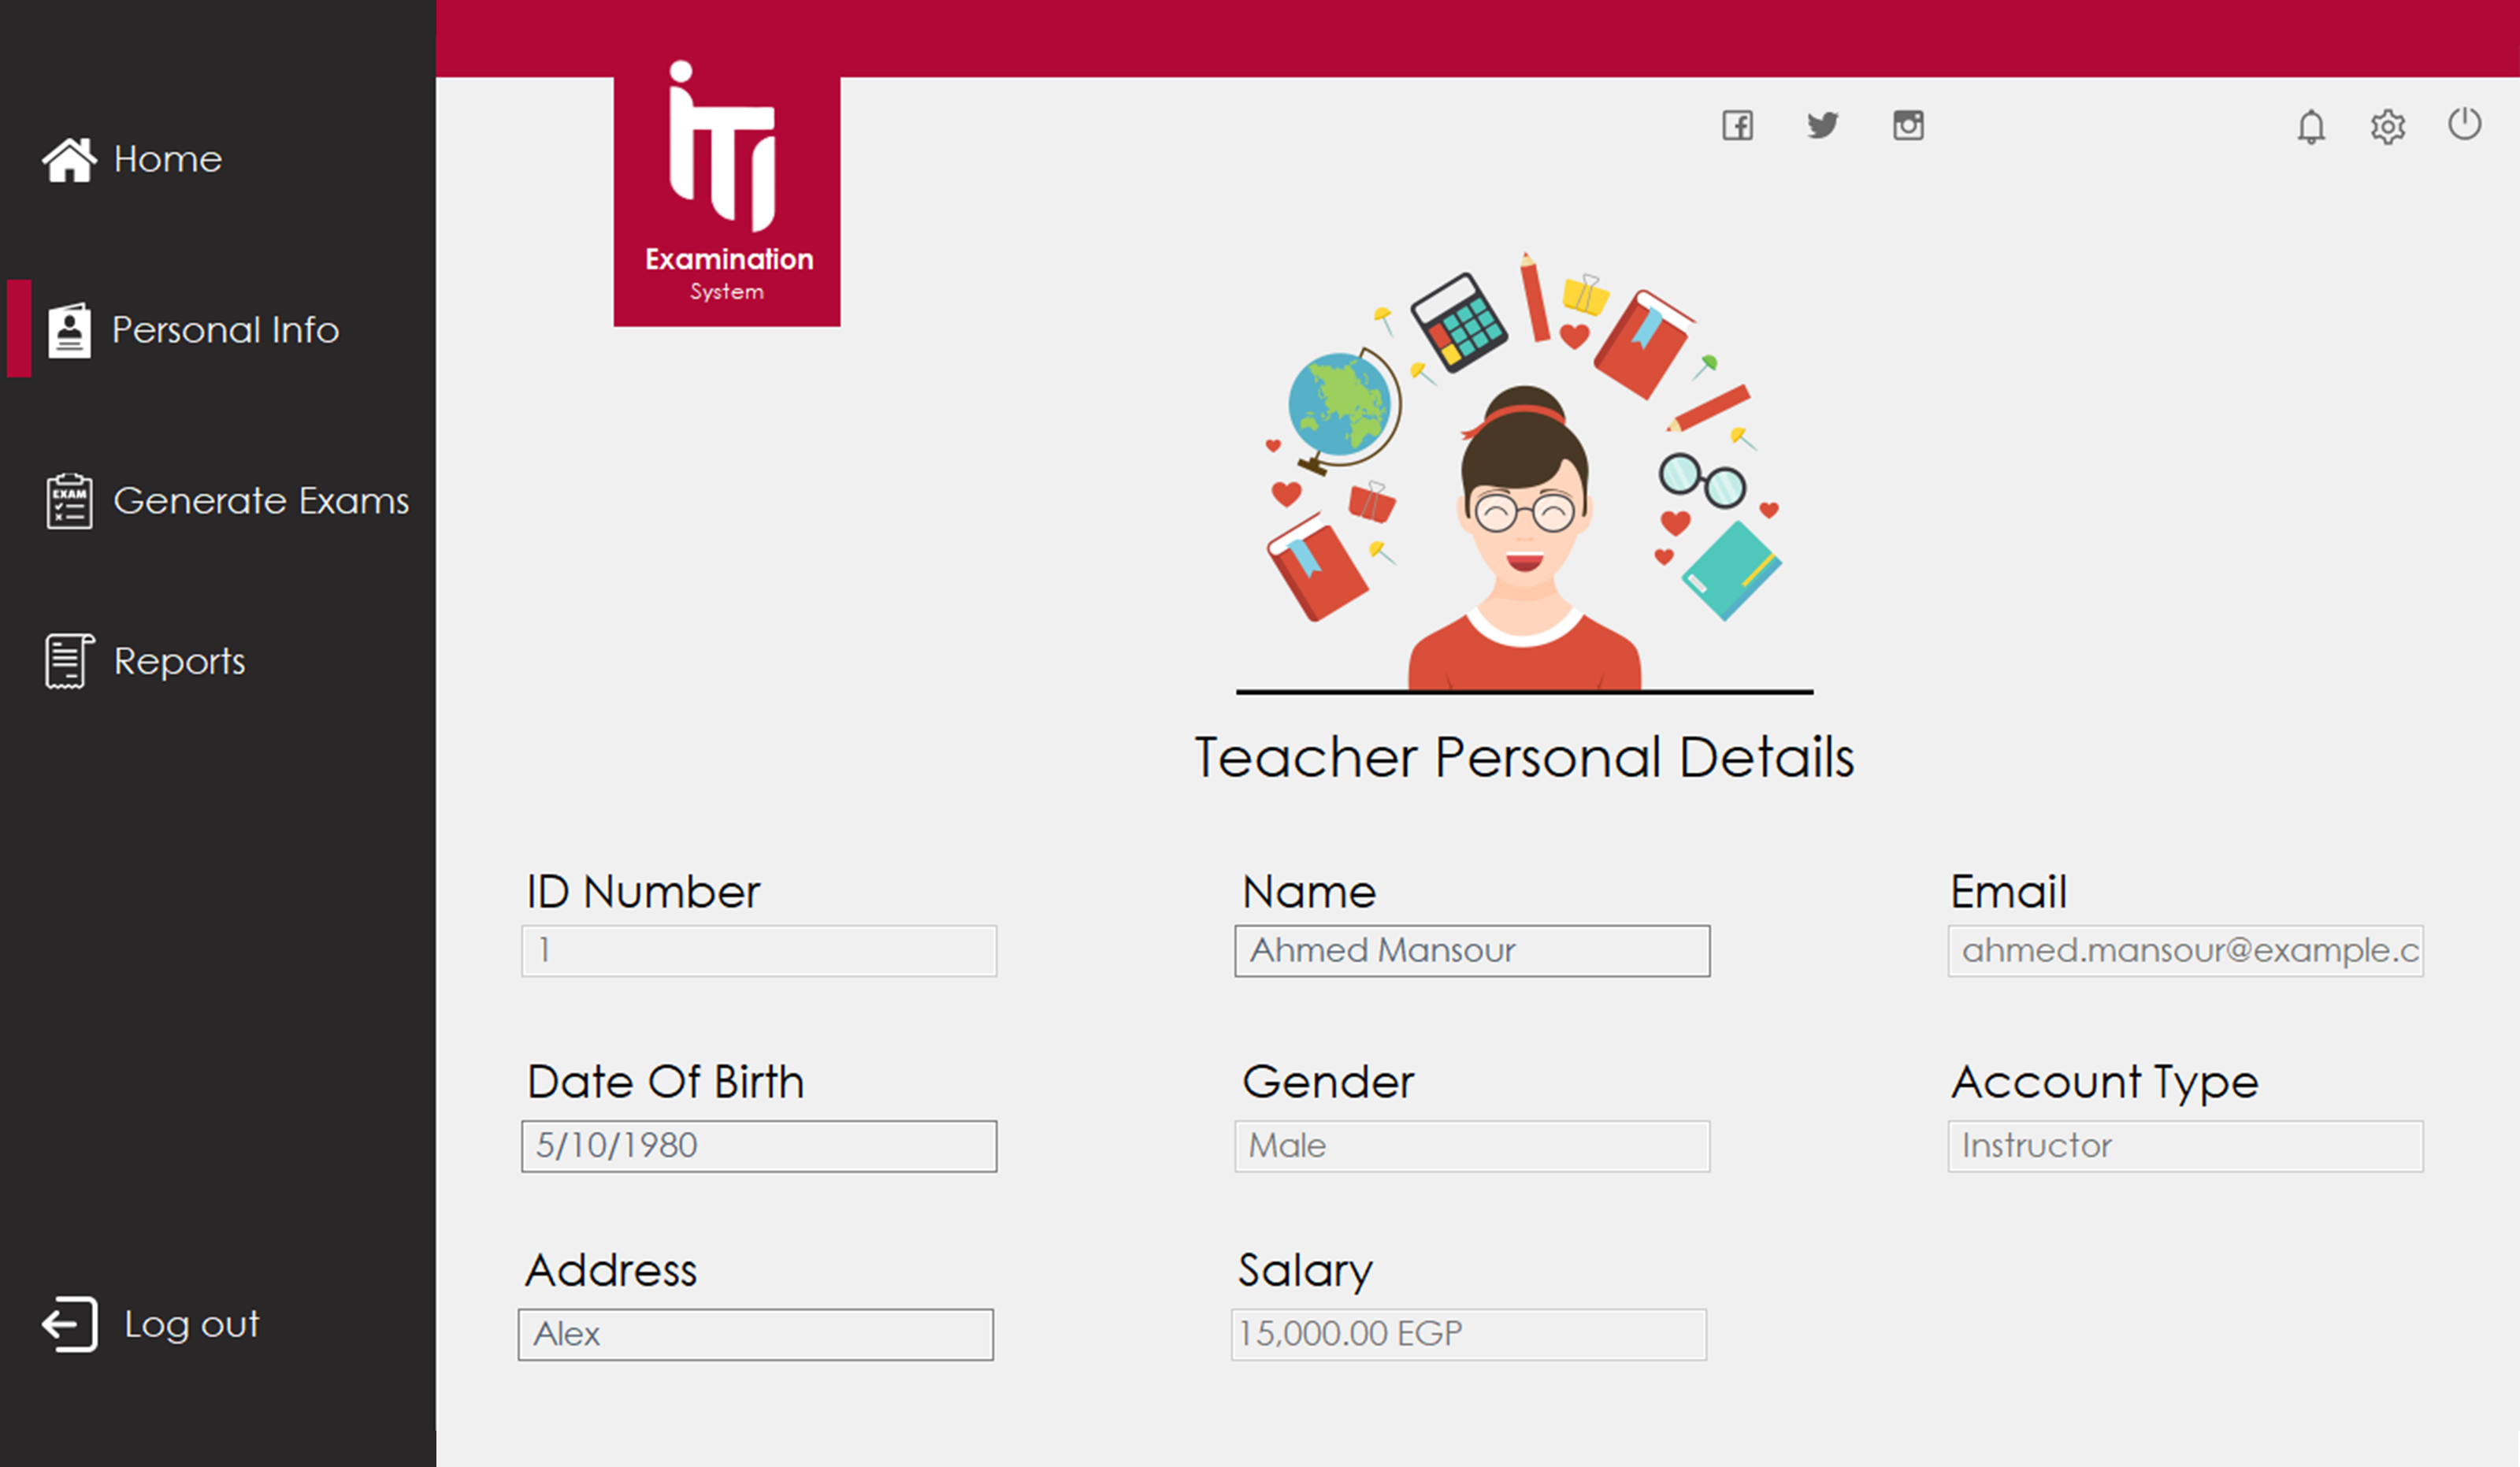 Home
Personal Info
Generate Exams
EXAM
Reports
Log out
iTi
Examination
System
Teacher Personal Details
ID Number
1
Name
Ahmed Mansour
Email
ahmed.mansour@example.c
Date Of Birth
5/10/1980
Gender
Male
Account Type
Instructor
Address
Alex
Salary
15,000.00 EGP